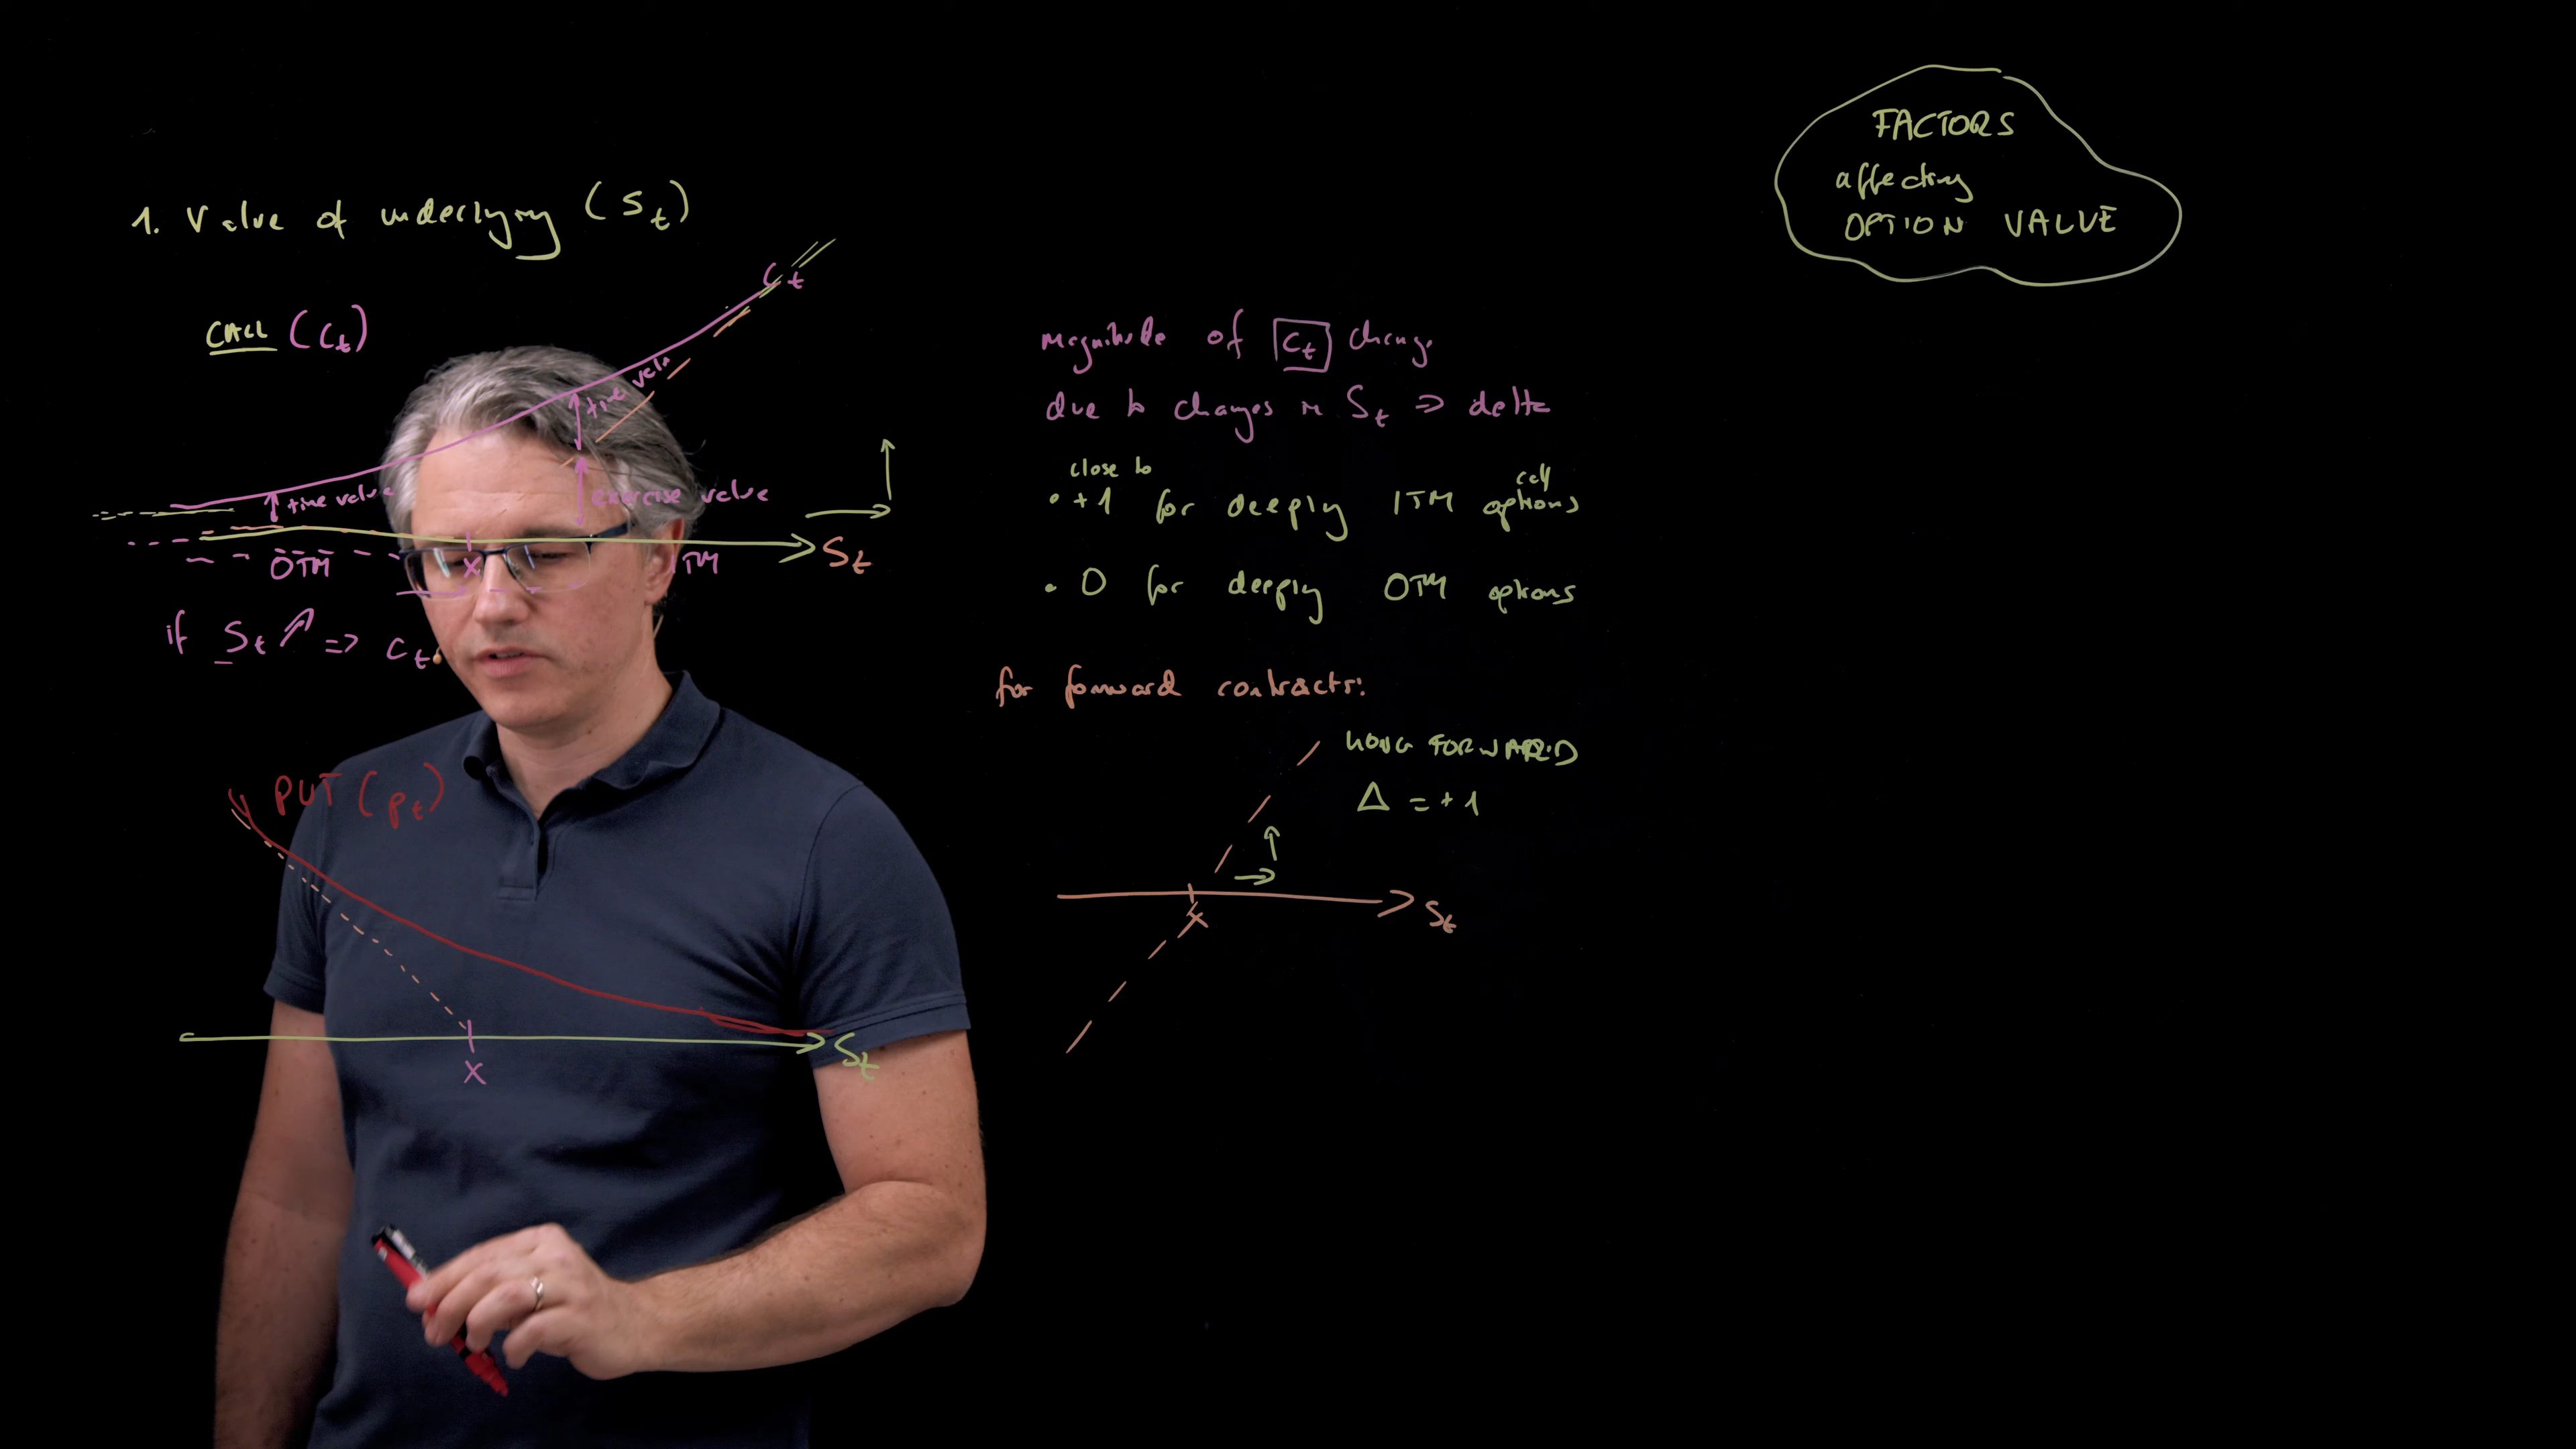 FACTORS
affecting
OPTION VALUE
1. Value of underlying (St)
CALL (Ct)
Ct
time value
time value
exercise value
OTM
X
ITM
St
if St ↗ => Ct
PUT (Pt)
X
St
magnitude of Ct change
due to changes in St => delta
close to
call
• +1 for deeply ITM options
• 0 for deeply OTM options
for forward contracts:
LONG FORWARD
Δ = +1
X
St